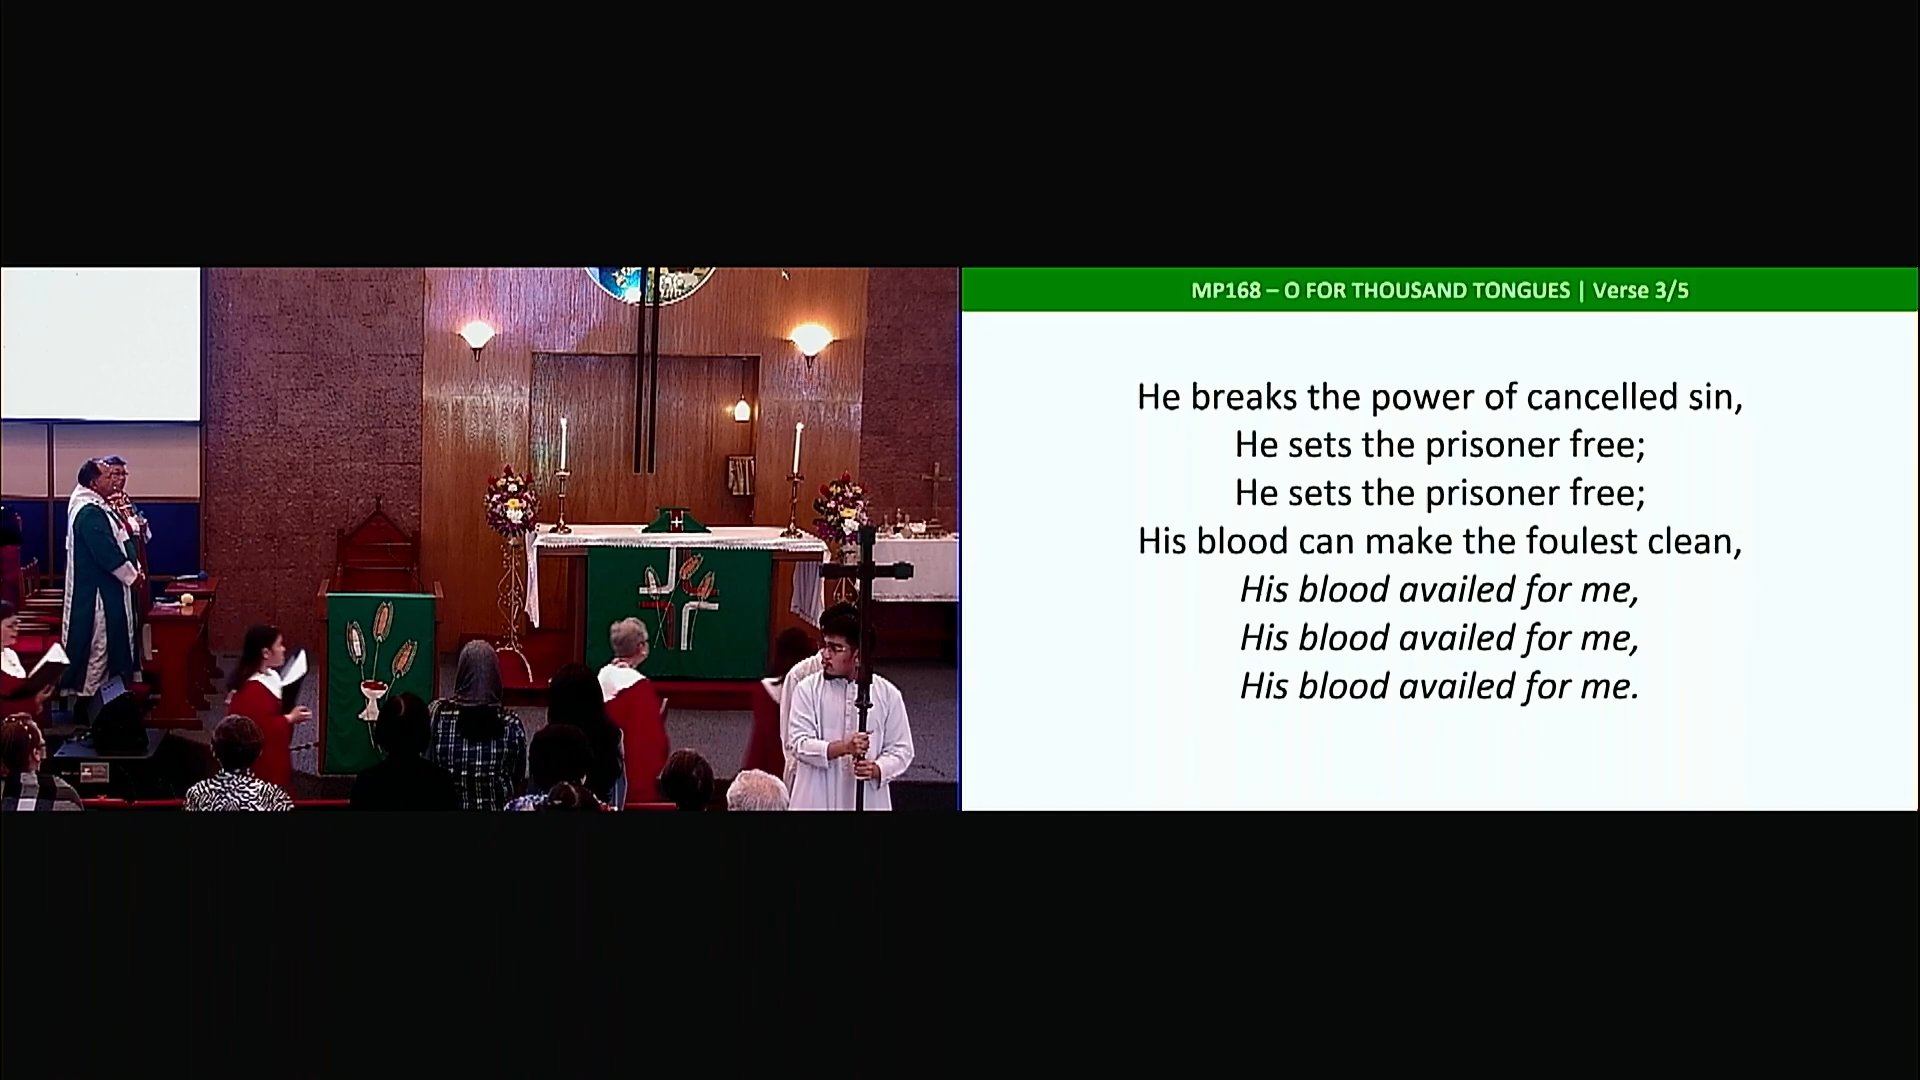 MP168 – O FOR THOUSAND TONGUES | Verse 3/5
He breaks the power of cancelled sin,
He sets the prisoner free;
He sets the prisoner free;
His blood can make the foulest clean,
His blood availed for me,
His blood availed for me,
His blood availed for me.